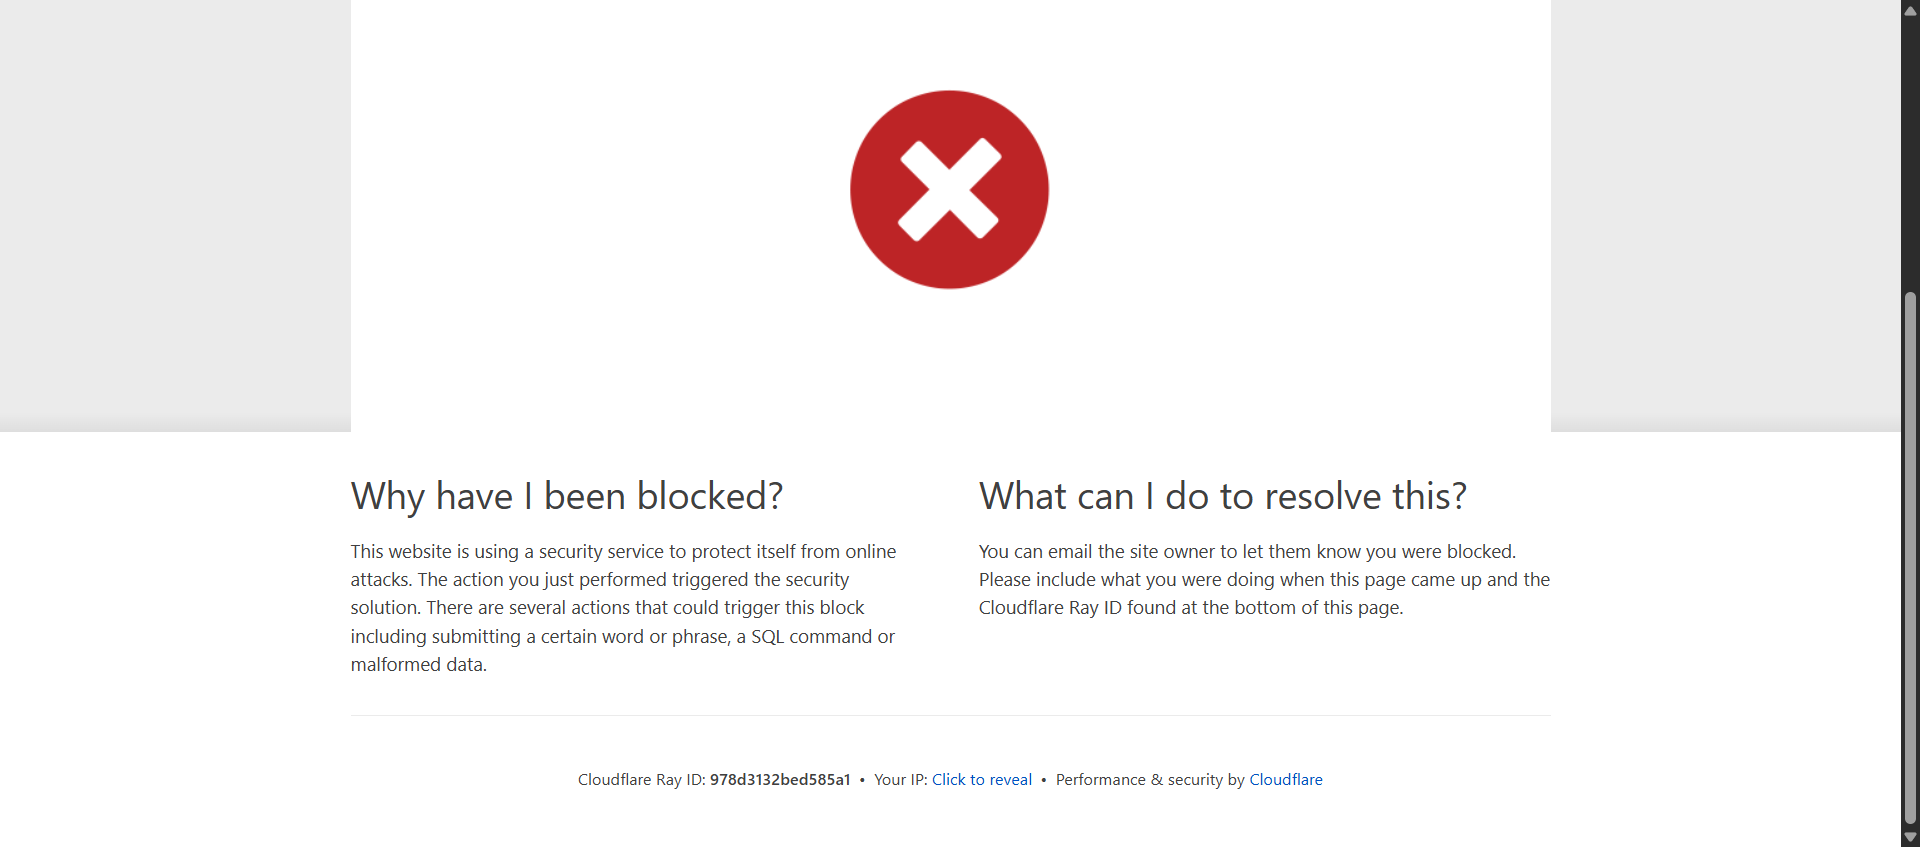 Why have I been blocked?
This website is using a security service to protect itself from online
attacks. The action you just performed triggered the security
solution. There are several actions that could trigger this block
including submitting a certain word or phrase, a SQL command or
malformed data.
What can I do to resolve this?
You can email the site owner to let them know you were blocked.
Please include what you were doing when this page came up and the
Cloudflare Ray ID found at the bottom of this page.
Cloudflare Ray ID: 978d3132bed585a1 • Your IP: Click to reveal • Performance & security by Cloudflare